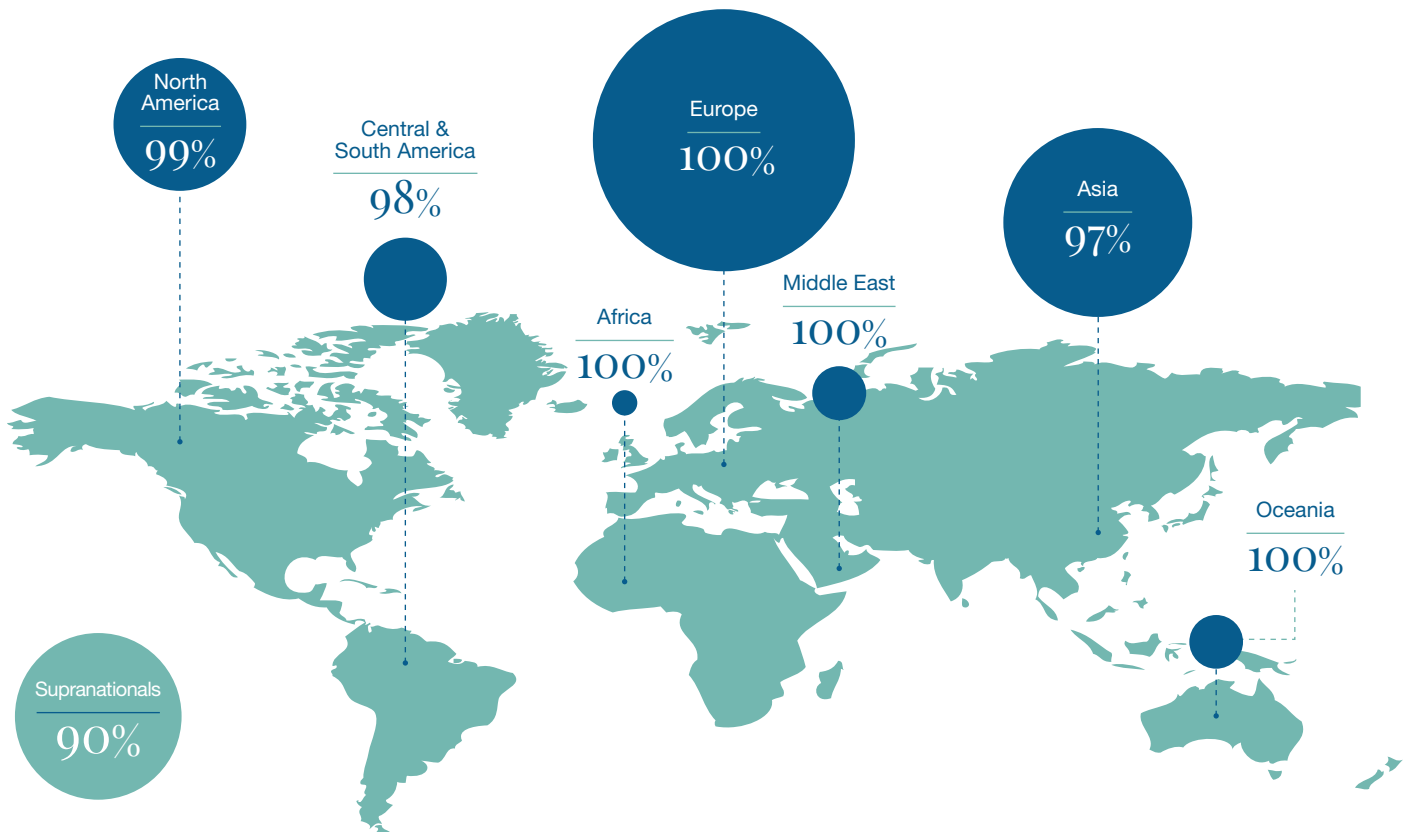 North
America
99%
Central &
South America
98%
Europe
100%
Asia
97%
Africa
100%
Middle East
100%
Oceania
100%
Supranationals
90%